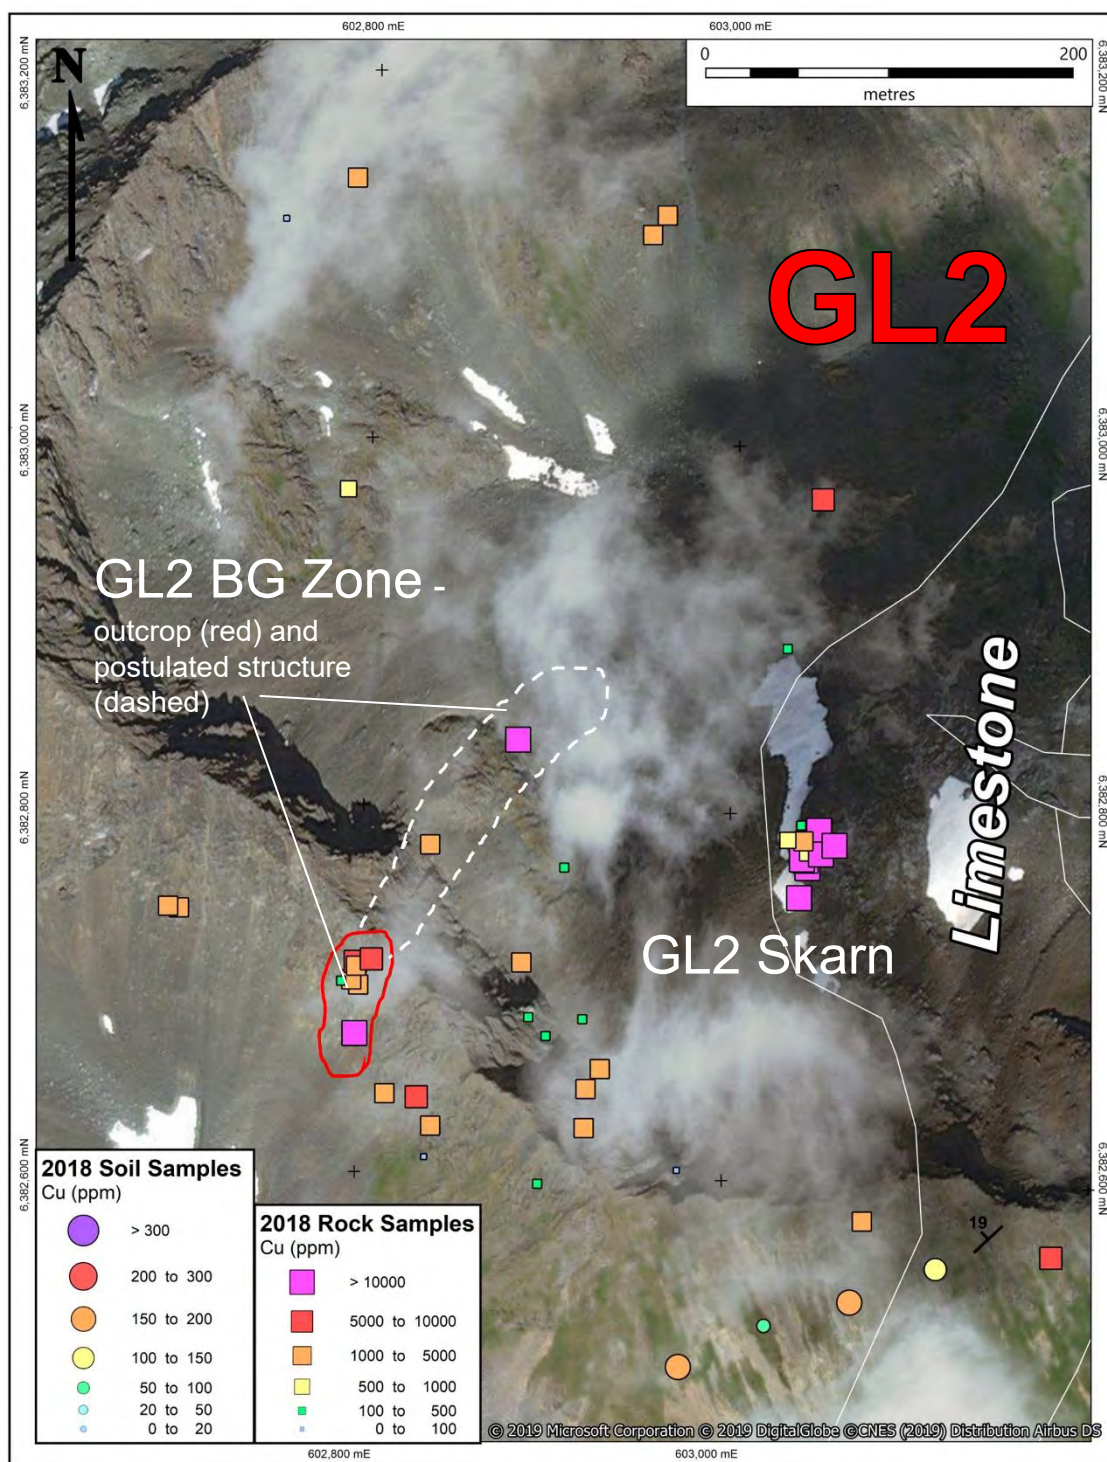 602,800 mE
603,000 mE
N
0
200
metres
6,383,200 mN
6,383,200 mN
GL2
6,383,000 mN
6,383,000 mN
GL2 BG Zone -
outcrop (red) and
postulated structure
(dashed)
Limestone
6,382,800 mN
6,382,800 mN
GL2 Skarn
6,382,600 mN
6,382,600 mN
19
2018 Soil Samples
Cu (ppm)
> 300
200 to 300
150 to 200
100 to 150
50 to 100
20 to 50
0 to 20
2018 Rock Samples
Cu (ppm)
> 10000
5000 to 10000
1000 to 5000
500 to 1000
100 to 500
0 to 100
© 2019 Microsoft Corporation © 2019 DigitalGlobe ©CNES (2019) Distribution Airbus DS
602,800 mE
603,000 mE